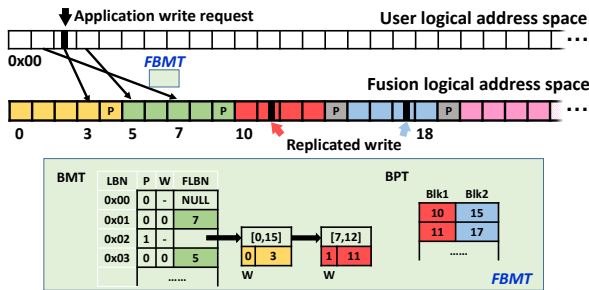 Application write request
User logical address space
...
0x00
FBMT
Fusion logical address space
P P P P
...
0 3 5 7 10 18
Replicated write
BMT
LBN P W FLBN
0x00 0 - NULL
0x01 0 0 7
0x02 1 -
0x03 0 0 5
......
[0,15]
0 3
W
[7,12]
1 11
W
BPT
Blk1 Blk2
10 15
11 17
......
FBMT